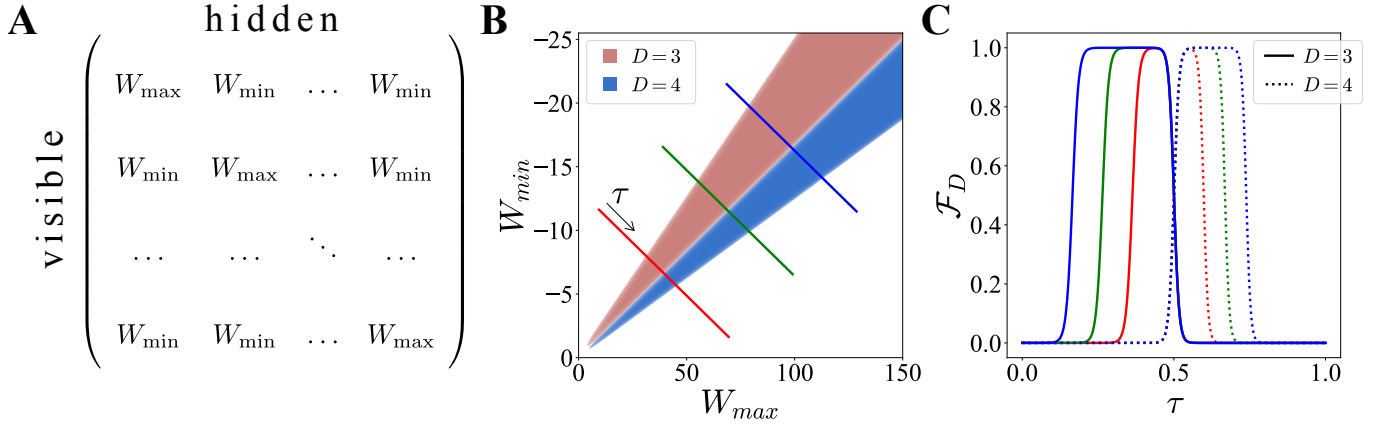 A
hidden
visible
W_max W_min ... W_min
W_min W_max ... W_min
... ... ⋱ ...
W_min W_min ... W_max
B
D = 3
D = 4
τ
W_min
−25
−20
−15
−10
−5
0
0 50 100 150
W_max
C
D = 3
D = 4
ℱ_D
1.0
0.8
0.6
0.4
0.2
0.0
0.0 0.5 1.0
τ